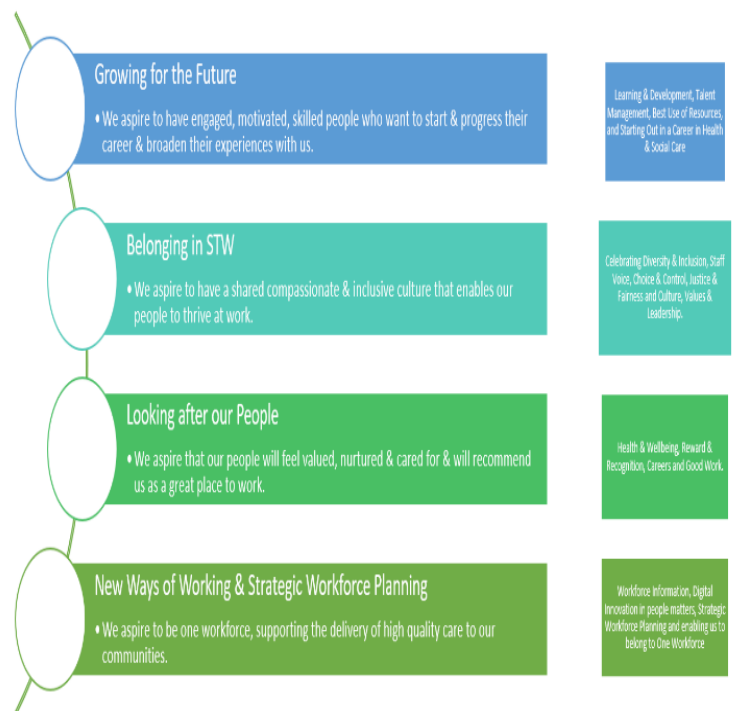 Growing for the Future
• We aspire to have engaged, motivated, skilled people who want to start & progress their
career & broaden their experiences with us.
Learning & Development, Talent
Management, Best Use of Resources,
and Starting Out in a Career in Health
& Social Care
Belonging in STW
• We aspire to have a shared compassionate & inclusive culture that enables our
people to thrive at work.
Celebrating Diversity & Inclusion, Staff
Voice, Choice & Control, Justice &
Fairness and Culture, Values &
Leadership.
Looking after our People
• We aspire that our people will feel valued, nurtured & cared for & will recommend
us as a great place to work.
Health & Wellbeing, Reward &
Recognition, Careers and Good Work.
New Ways of Working & Strategic Workforce Planning
• We aspire to be one workforce, supporting the delivery of high quality care to our
communities.
Workforce Information, Digital
Innovation in people matters, Strategic
Workforce Planning and enabling us to
belong to One Workforce